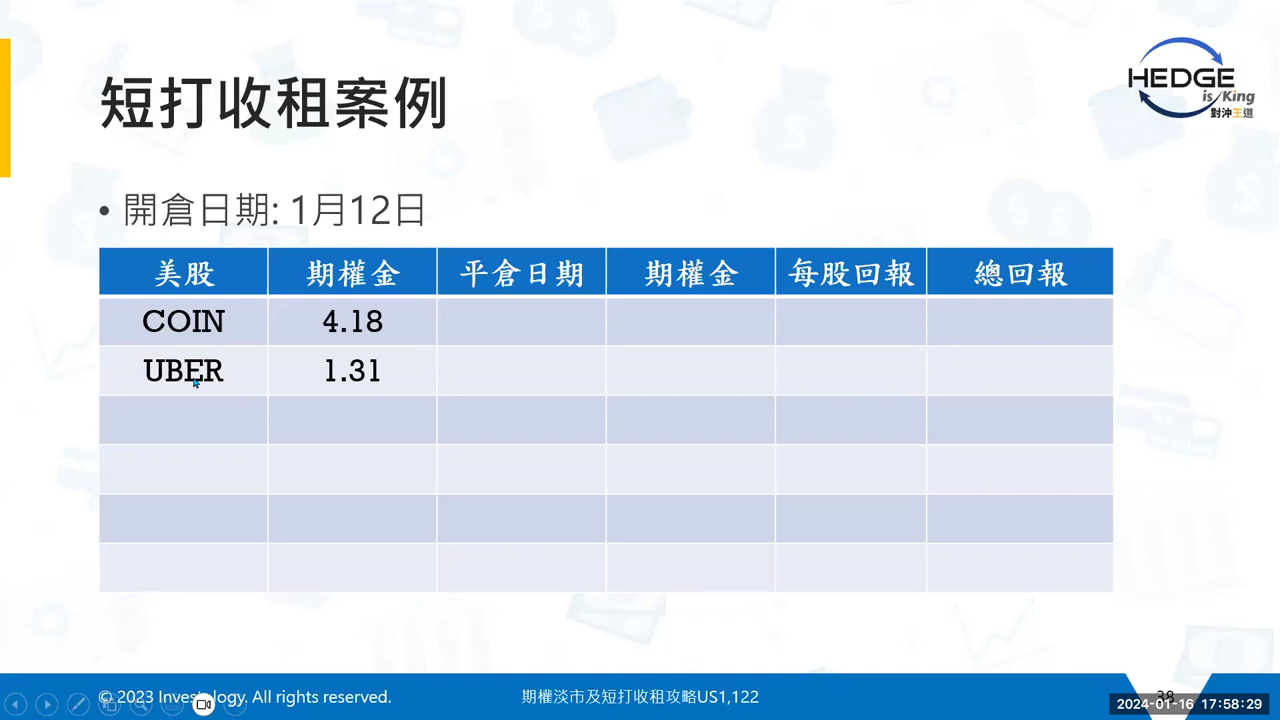 短打收租案例
HEDGE
is King
對沖王道
• 開倉日期: 1月12日
美股 期權金 平倉日期 期權金 每股回報 總回報
COIN 4.18
UBER 1.31
© 2023 Investology. All rights reserved.
期權淡市及短打收租攻略US1,122
38
2024-01-16 17:58:29